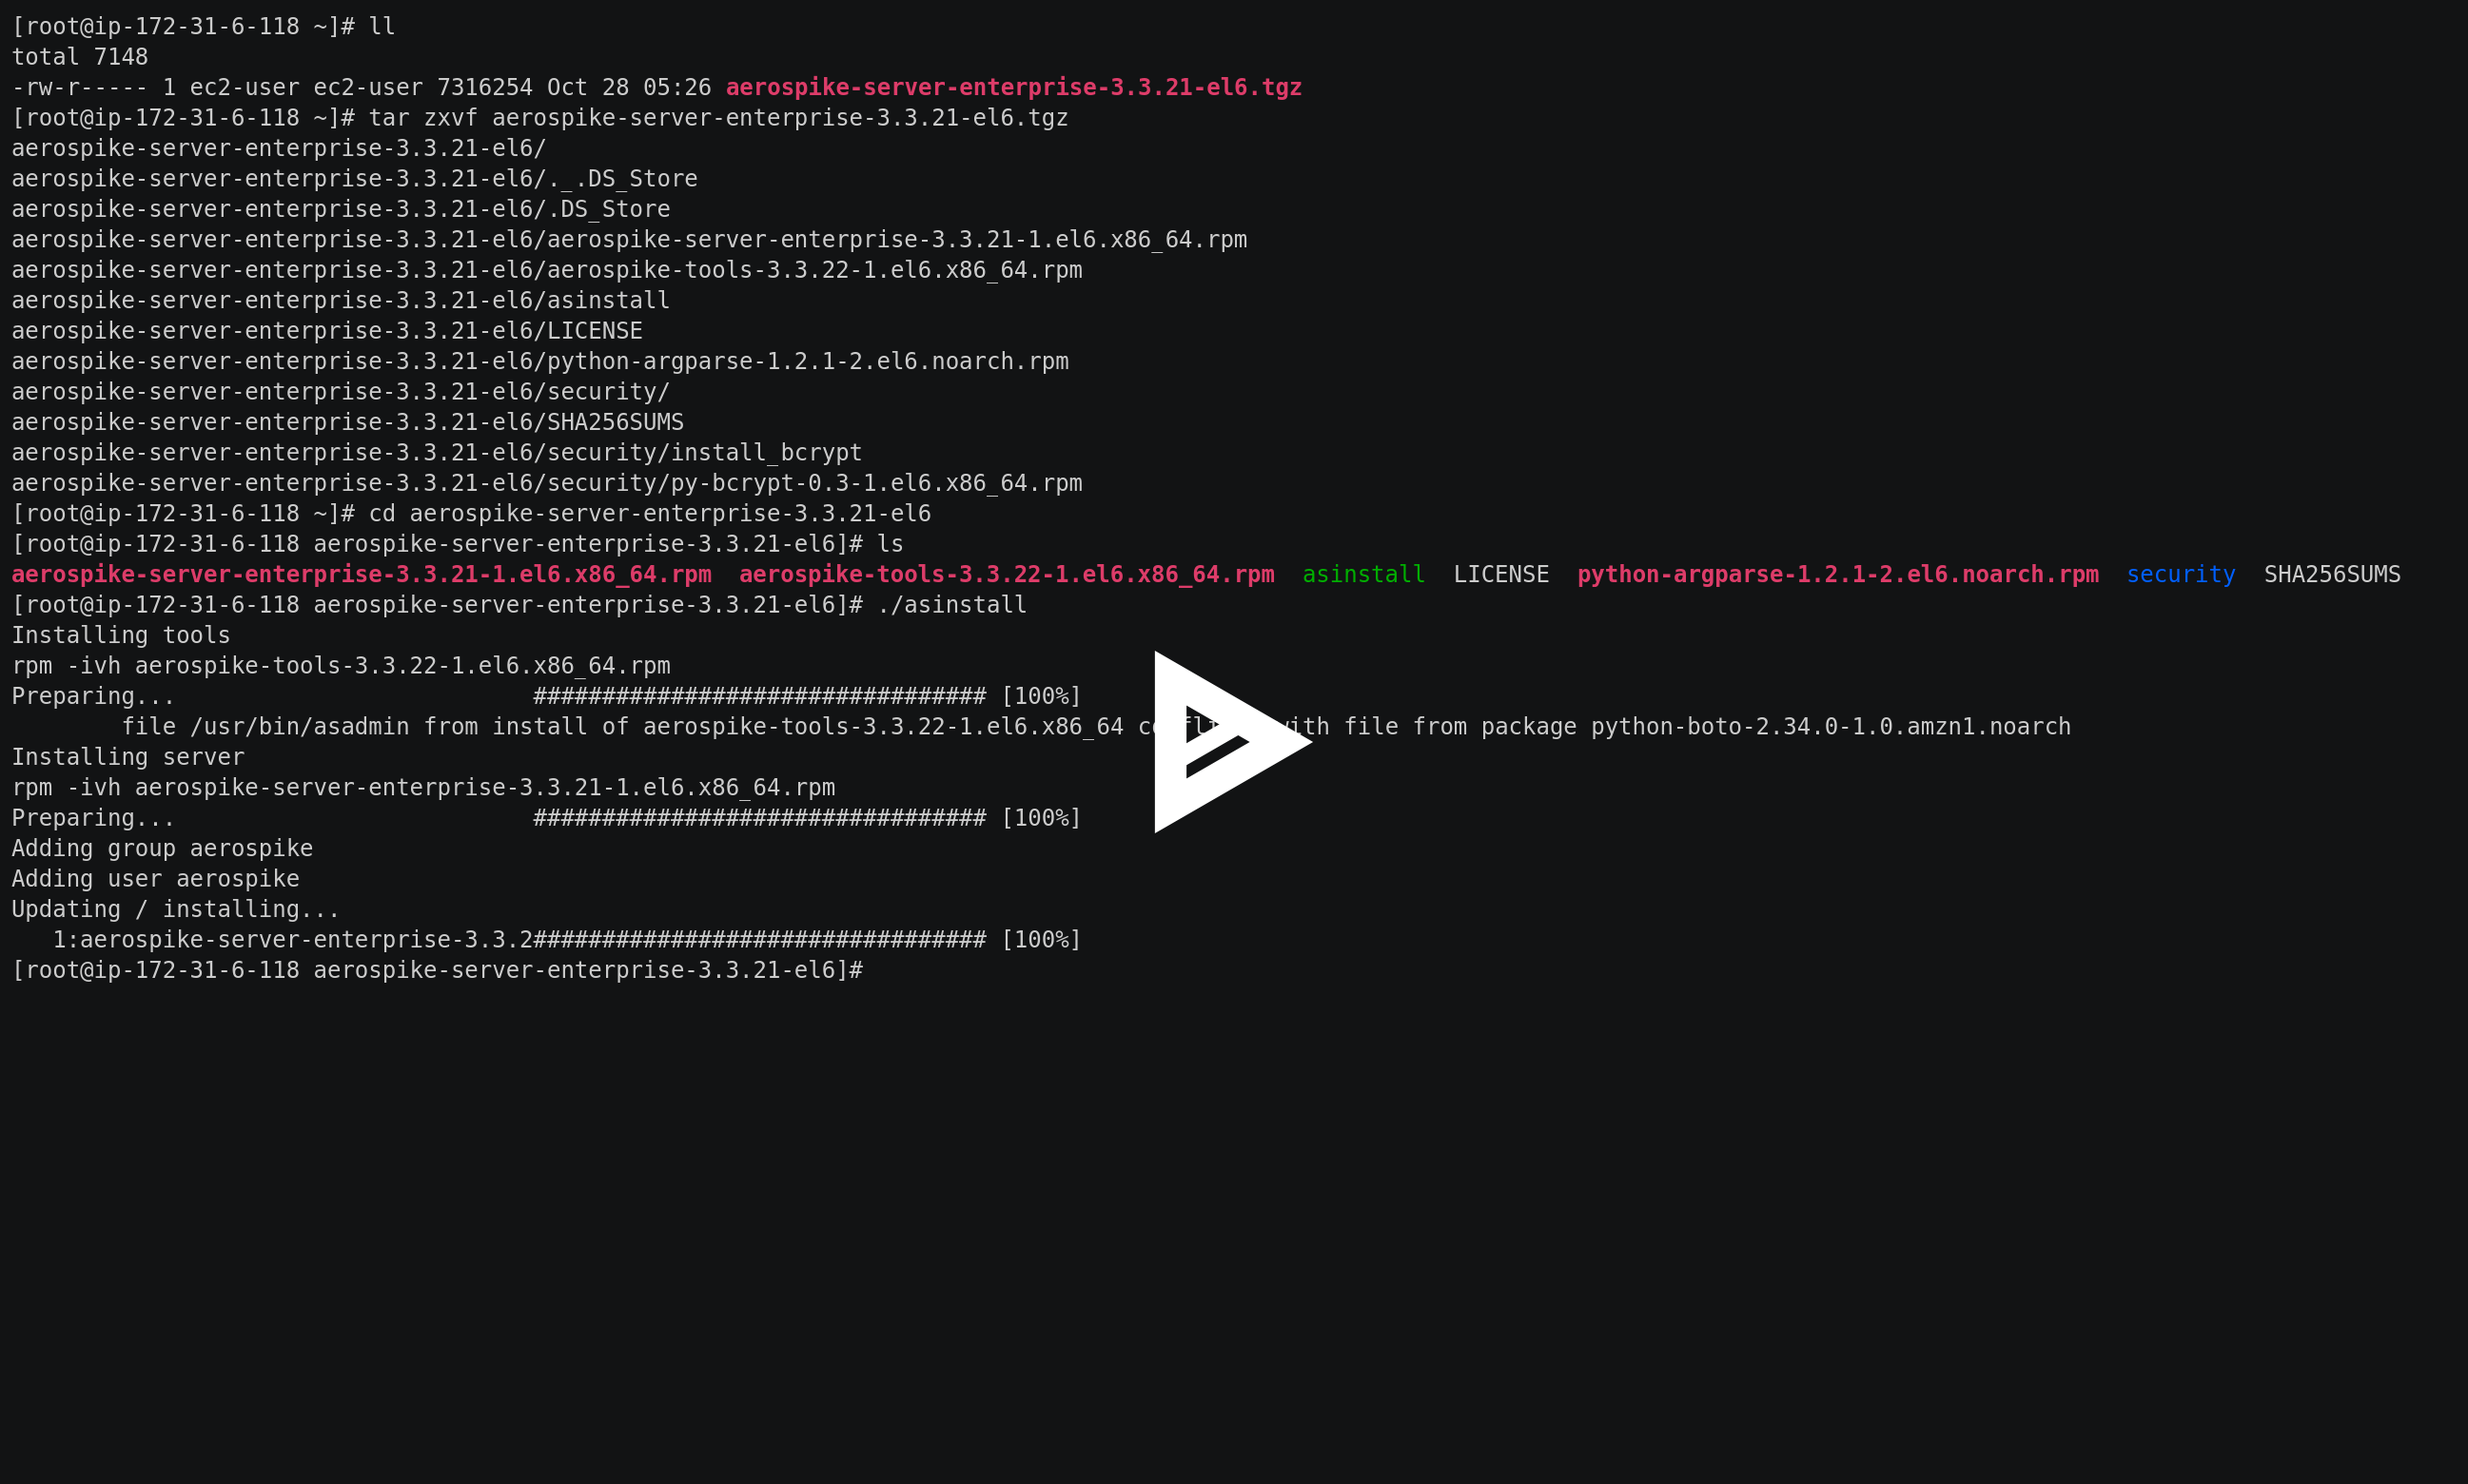 [root@ip-172-31-6-118 ~]# ll
total 7148
-rw-r----- 1 ec2-user ec2-user 7316254 Oct 28 05:26 aerospike-server-enterprise-3.3.21-el6.tgz
[root@ip-172-31-6-118 ~]# tar zxvf aerospike-server-enterprise-3.3.21-el6.tgz
aerospike-server-enterprise-3.3.21-el6/
aerospike-server-enterprise-3.3.21-el6/._.DS_Store
aerospike-server-enterprise-3.3.21-el6/.DS_Store
aerospike-server-enterprise-3.3.21-el6/aerospike-server-enterprise-3.3.21-1.el6.x86_64.rpm
aerospike-server-enterprise-3.3.21-el6/aerospike-tools-3.3.22-1.el6.x86_64.rpm
aerospike-server-enterprise-3.3.21-el6/asinstall
aerospike-server-enterprise-3.3.21-el6/LICENSE
aerospike-server-enterprise-3.3.21-el6/python-argparse-1.2.1-2.el6.noarch.rpm
aerospike-server-enterprise-3.3.21-el6/security/
aerospike-server-enterprise-3.3.21-el6/SHA256SUMS
aerospike-server-enterprise-3.3.21-el6/security/install_bcrypt
aerospike-server-enterprise-3.3.21-el6/security/py-bcrypt-0.3-1.el6.x86_64.rpm
[root@ip-172-31-6-118 ~]# cd aerospike-server-enterprise-3.3.21-el6
[root@ip-172-31-6-118 aerospike-server-enterprise-3.3.21-el6]# ls
aerospike-server-enterprise-3.3.21-1.el6.x86_64.rpm  aerospike-tools-3.3.22-1.el6.x86_64.rpm  asinstall  LICENSE  python-argparse-1.2.1-2.el6.noarch.rpm  security  SHA256SUMS
[root@ip-172-31-6-118 aerospike-server-enterprise-3.3.21-el6]# ./asinstall
Installing tools
rpm -ivh aerospike-tools-3.3.22-1.el6.x86_64.rpm
Preparing...                          ################################# [100%]
        file /usr/bin/asadmin from install of aerospike-tools-3.3.22-1.el6.x86_64 with file from package python-boto-2.34.0-1.0.amzn1.noarch
Installing server
rpm -ivh aerospike-server-enterprise-3.3.21-1.el6.x86_64.rpm
Preparing...                          ################################# [100%]
Adding group aerospike
Adding user aerospike
Updating / installing...
   1:aerospike-server-enterprise-3.3.2################################# [100%]
[root@ip-172-31-6-118 aerospike-server-enterprise-3.3.21-el6]#